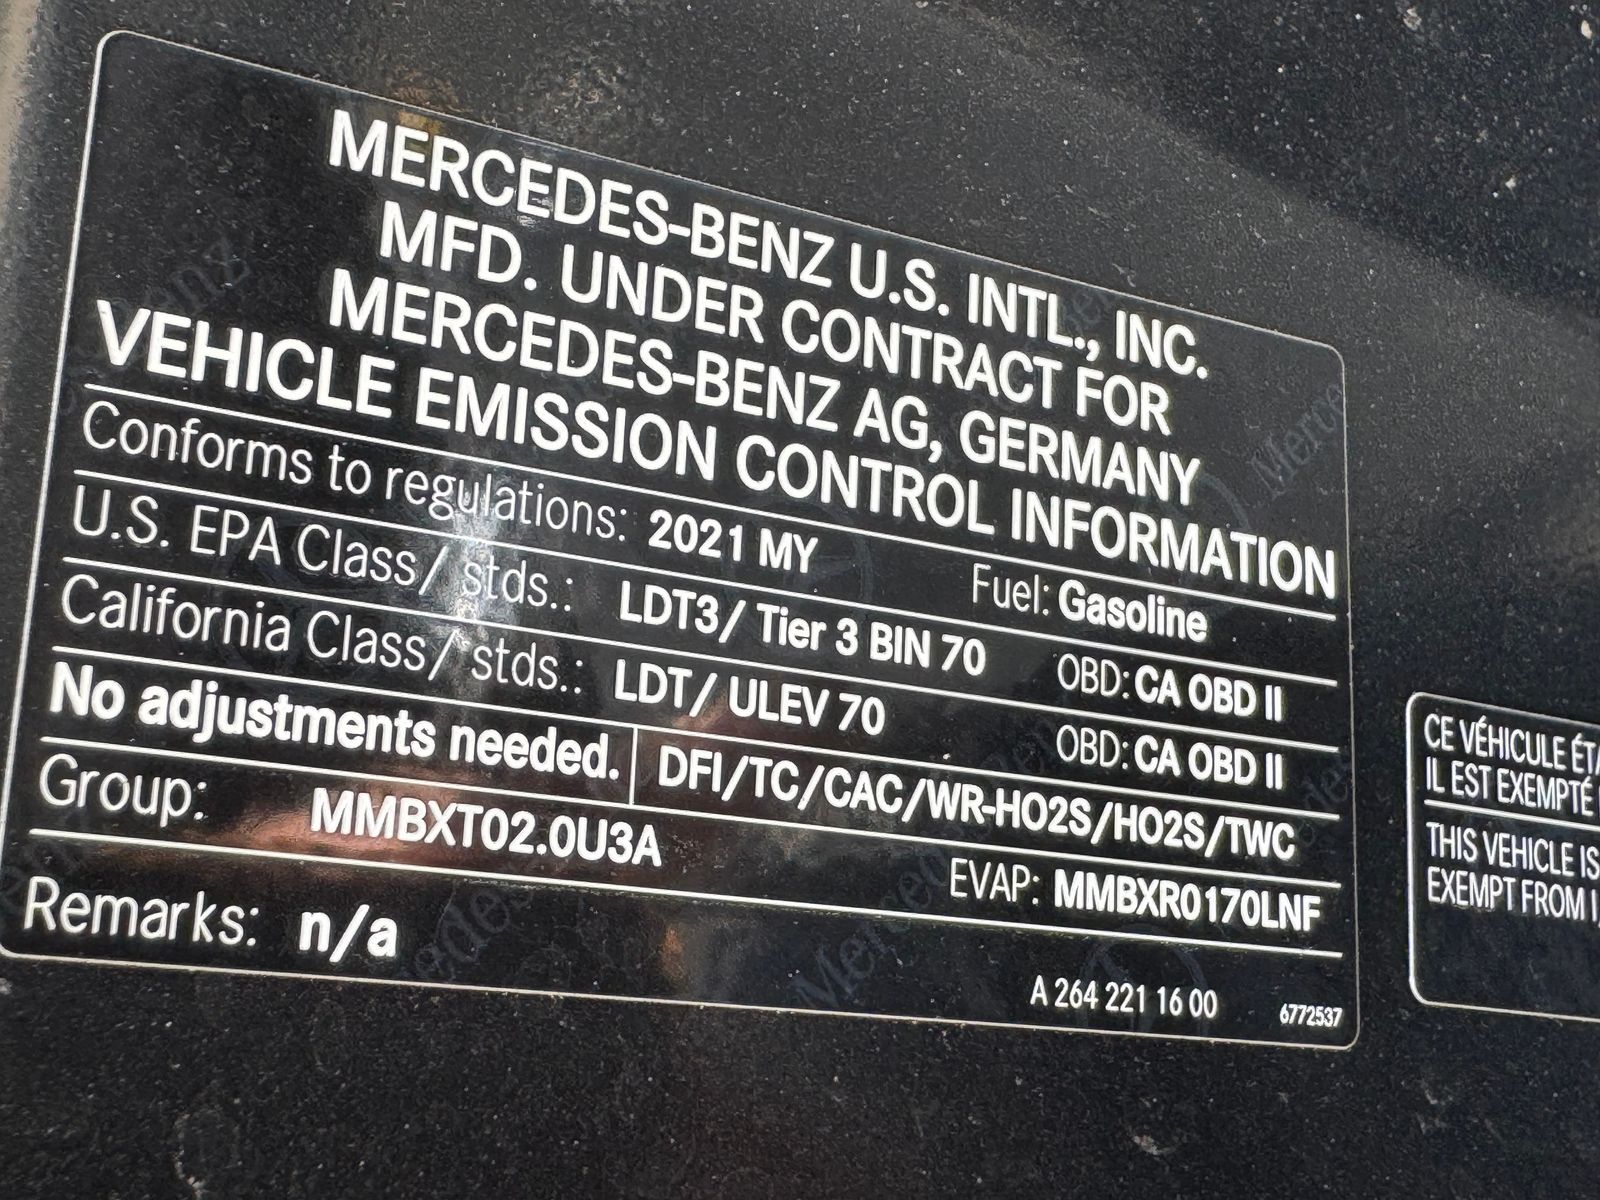 MERCEDES-BENZ U.S. INTL., INC.
MFD. UNDER CONTRACT FOR
MERCEDES-BENZ AG, GERMANY
VEHICLE EMISSION CONTROL INFORMATION
Conforms to regulations: 2021 MY Fuel: Gasoline
U.S. EPA Class/ stds.: LDT3/ Tier 3 BIN 70 OBD: CA OBD II
California Class/ stds.: LDT/ ULEV 70 OBD: CA OBD II
No adjustments needed. DFI/TC/CAC/WR-HO2S/HO2S/TWC
Group: MMBXT02.0U3A EVAP: MMBXR0170LNF
Remarks: n/a
A 264 221 16 00 6772537
CE VÉHICULE ÉTA
IL EST EXEMPTÉ
THIS VEHICLE IS
EXEMPT FROM